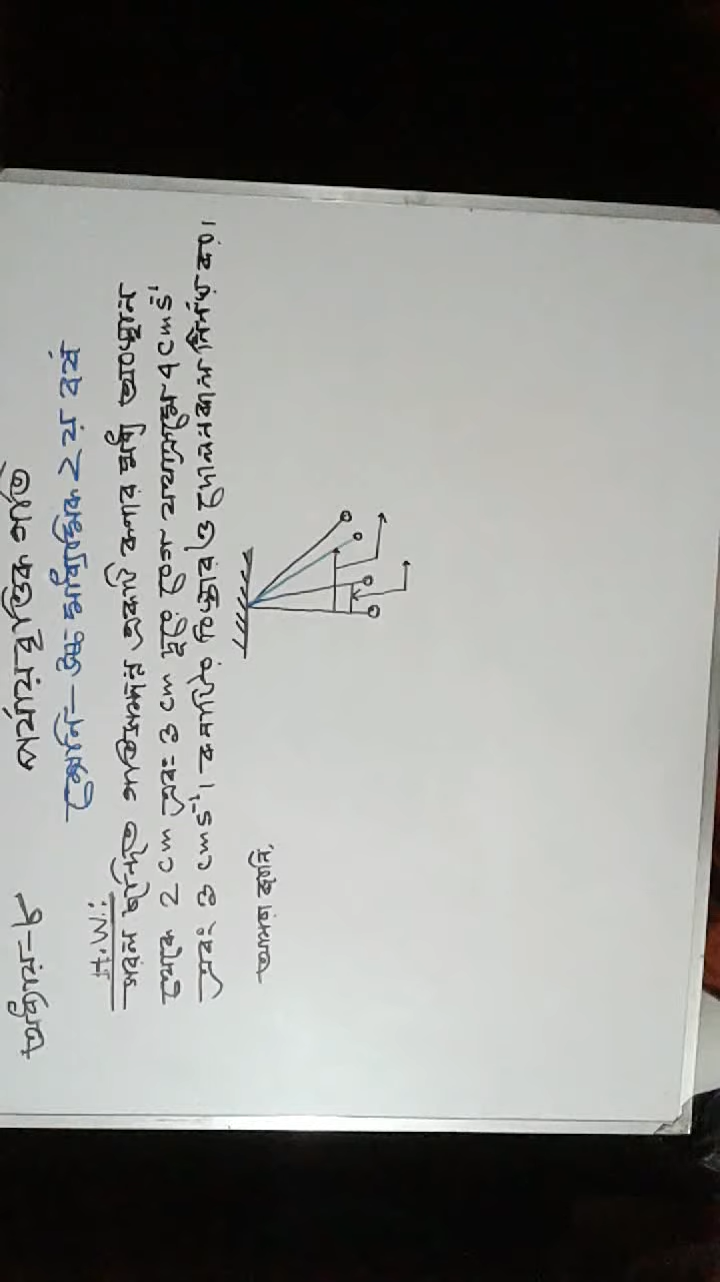 অধ্যায়-৮ পর্যায়বৃত্তিক গতি
শ্রেনি-উচ্চ মাধ্যমিক ২য় বর্ষ
H.W:
সরল ছন্দিত গতিসম্পন্ন একটি কণার মধ্য অবস্থান
থেকে 2 cm এবং 3 cm দূরে বেগ যথাক্রমে 4 cms⁻¹
এবং 3 cms⁻¹। কণাটির বিস্তার ও দোলনকাল নির্ণয় কর।
আমরা জানি,